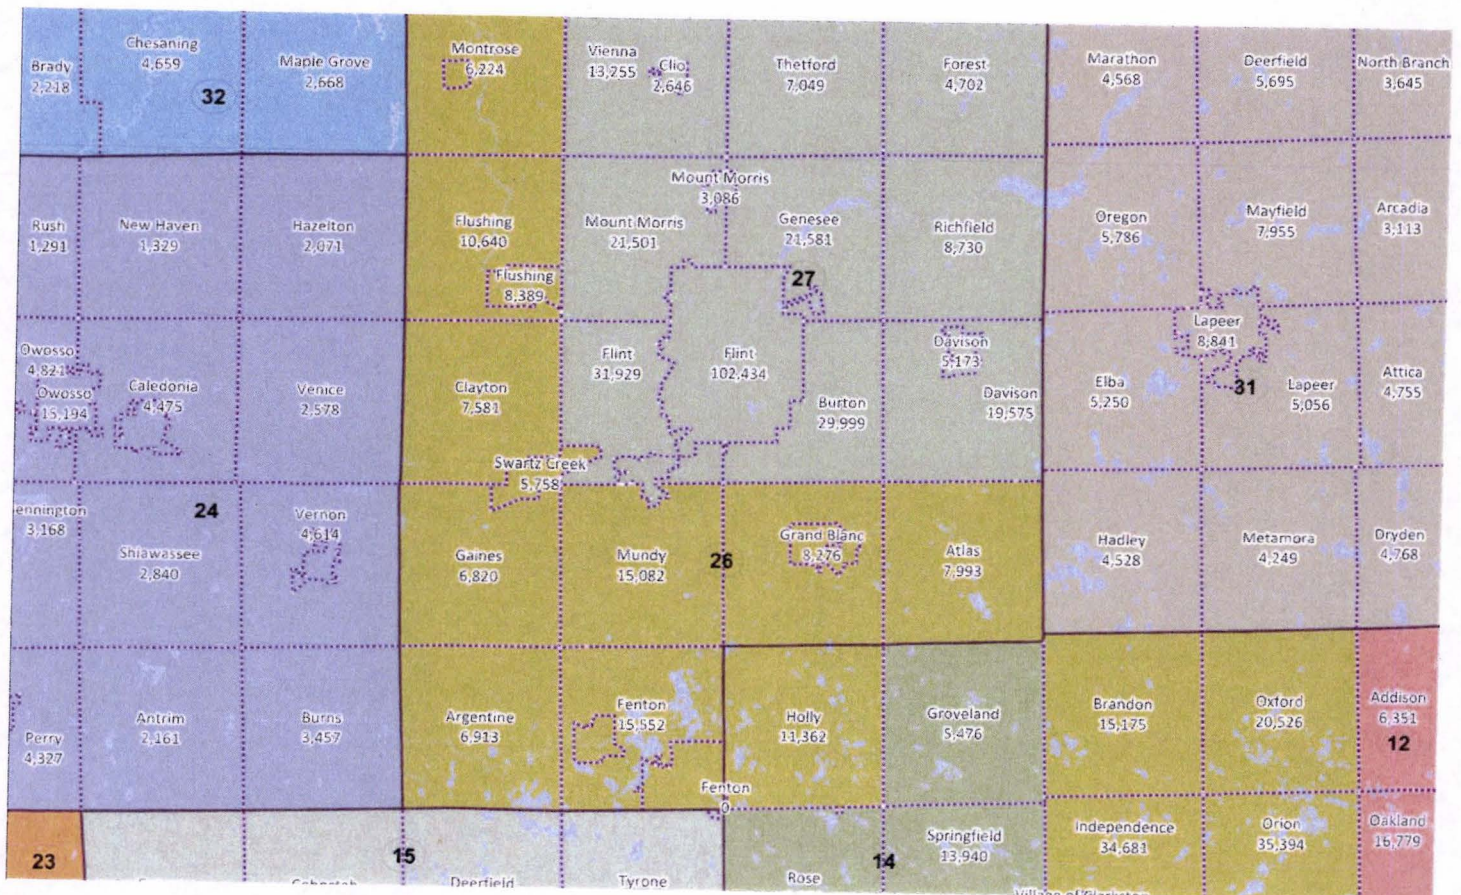 Brady
2,218
Chesaning
4,659
32
Maple Grove
2,668
Montrose
6,224
Vienna
13,255
Clio
2,646
Thetford
7,049
Forest
4,702
Marathon
4,568
Deerfield
5,695
North Branch
3,645
Rush
1,291
New Haven
1,329
Hazelton
2,071
Flushing
10,640
Flushing
8,389
Mount Morris
3,086
Mount Morris
21,501
Genesee
21,581
27
Richfield
8,730
Oregon
5,786
Mayfield
7,955
Arcadia
3,113
Owosso
4,821
Owosso
15,194
Caledonia
4,475
Venice
2,578
Clayton
7,581
Flint
31,929
Flint
102,434
Burton
29,999
Davison
5,173
Davison
19,575
Elba
5,250
Lapeer
8,841
31
Lapeer
5,056
Attica
4,755
Swartz Creek
5,758
ennington
3,168
24
Shiawassee
2,840
Vernon
4,614
Gaines
6,820
Mundy
15,082
26
Grand Blanc
8,276
Atlas
7,993
Hadley
4,528
Metamora
4,249
Dryden
4,768
Perry
4,327
Antrim
2,161
Burns
3,457
Argentine
6,913
Fenton
15,552
Fenton
0
Holly
11,362
Groveland
5,476
Brandon
15,175
Oxford
20,526
Addison
6,351
12
23
15
Deerfield
Tyrone
Rose
14
Springfield
13,940
Independence
34,681
Orion
35,394
Oakland
16,779